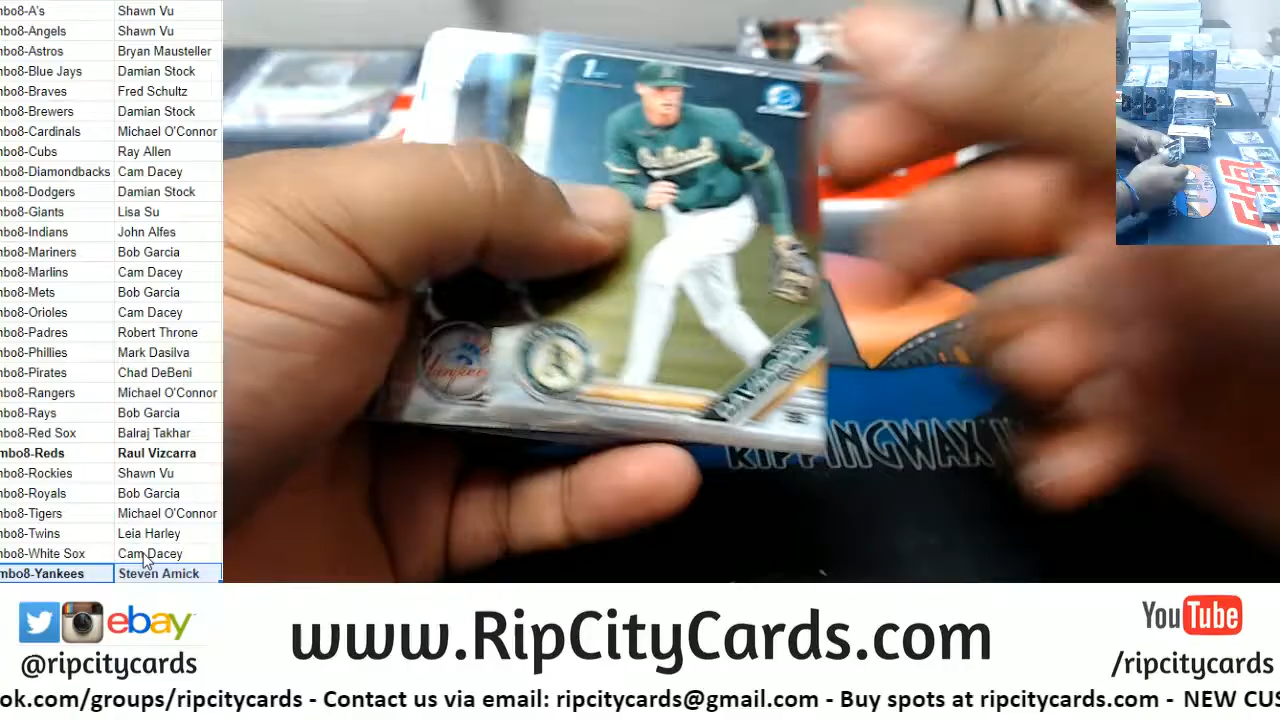 mbo8-A's Shawn Vu
mbo8-Angels Shawn Vu
mbo8-Astros Bryan Mausteller
mbo8-Blue Jays Damian Stock
mbo8-Braves Fred Schultz
mbo8-Brewers Damian Stock
mbo8-Cardinals Michael O'Connor
mbo8-Cubs Ray Allen
mbo8-Diamondbacks Cam Dacey
mbo8-Dodgers Damian Stock
mbo8-Giants Lisa Su
mbo8-Indians John Alfes
mbo8-Mariners Bob Garcia
mbo8-Marlins Cam Dacey
mbo8-Mets Bob Garcia
mbo8-Orioles Cam Dacey
mbo8-Padres Robert Throne
mbo8-Phillies Mark Dasilva
mbo8-Pirates Chad DeBeni
mbo8-Rangers Michael O'Connor
mbo8-Rays Bob Garcia
mbo8-Red Sox Balraj Takhar
mbo8-Reds Raul Vizcarra
mbo8-Rockies Shawn Vu
mbo8-Royals Bob Garcia
mbo8-Tigers Michael O'Connor
mbo8-Twins Leia Harley
mbo8-White Sox Cam Dacey
mbo8-Yankees Steven Amick
1st
Oakland
Yankees
RIPPINGWAX
Topps
ebay
@ripcitycards
www.RipCityCards.com
YouTube
/ripcitycards
ok.com/groups/ripcitycards - Contact us via email: ripcitycards@gmail.com - Buy spots at ripcitycards.com - NEW CUS